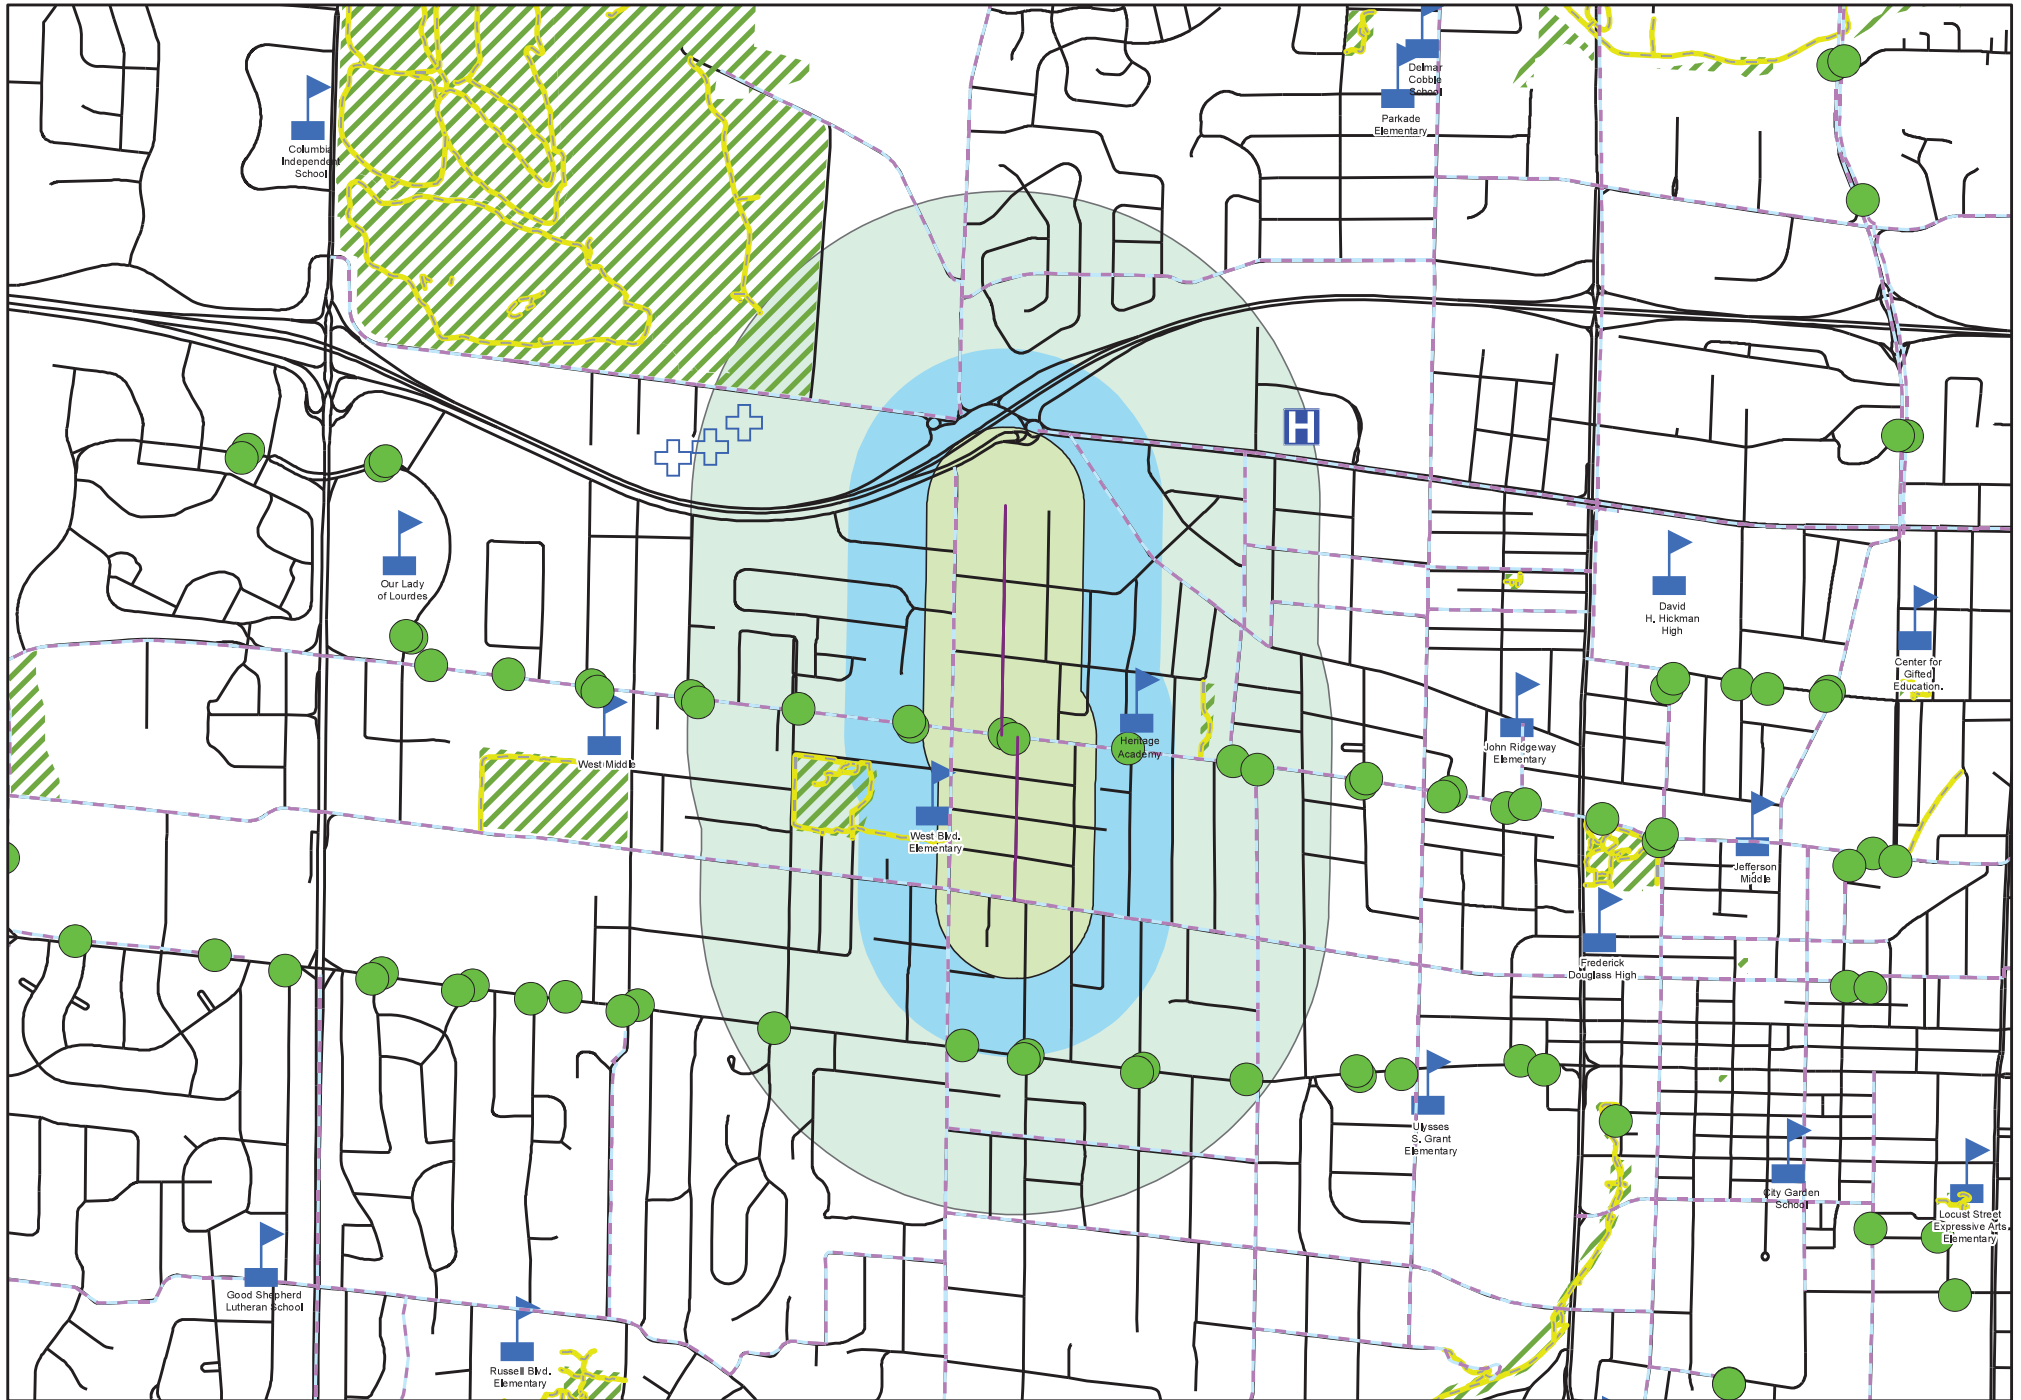 Delmar
Cobble
School
Parkade
Elementary
Columbia
Independent
School
H
Our Lady
of Lourdes
David
H. Hickman
High
Center for
Gifted
Education.
Heritage
Academy
John Ridgeway
Elementary
West Middle
West Blvd.
Elementary
Jefferson
Middle
Frederick
Douglass High
Ulysses
S. Grant
Elementary
City Garden
School
Locust Street
Expressive Arts
Elementary
Good Shepherd
Lutheran School
Russell Blvd.
Elementary